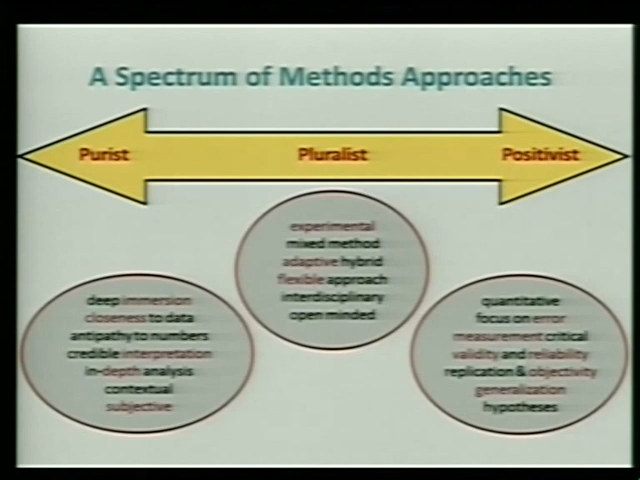 A Spectrum of Methods Approaches
Purist Pluralist Positivist
experimental
mixed method
adaptive hybrid
flexible approach
interdisciplinary
open minded
deep immersion
closeness to data
antipathy to numbers
credible interpretation
in-depth analysis
contextual
subjective
quantitative
focus on error
measurement critical
validity and reliability
replication & objectivity
generalization
hypotheses